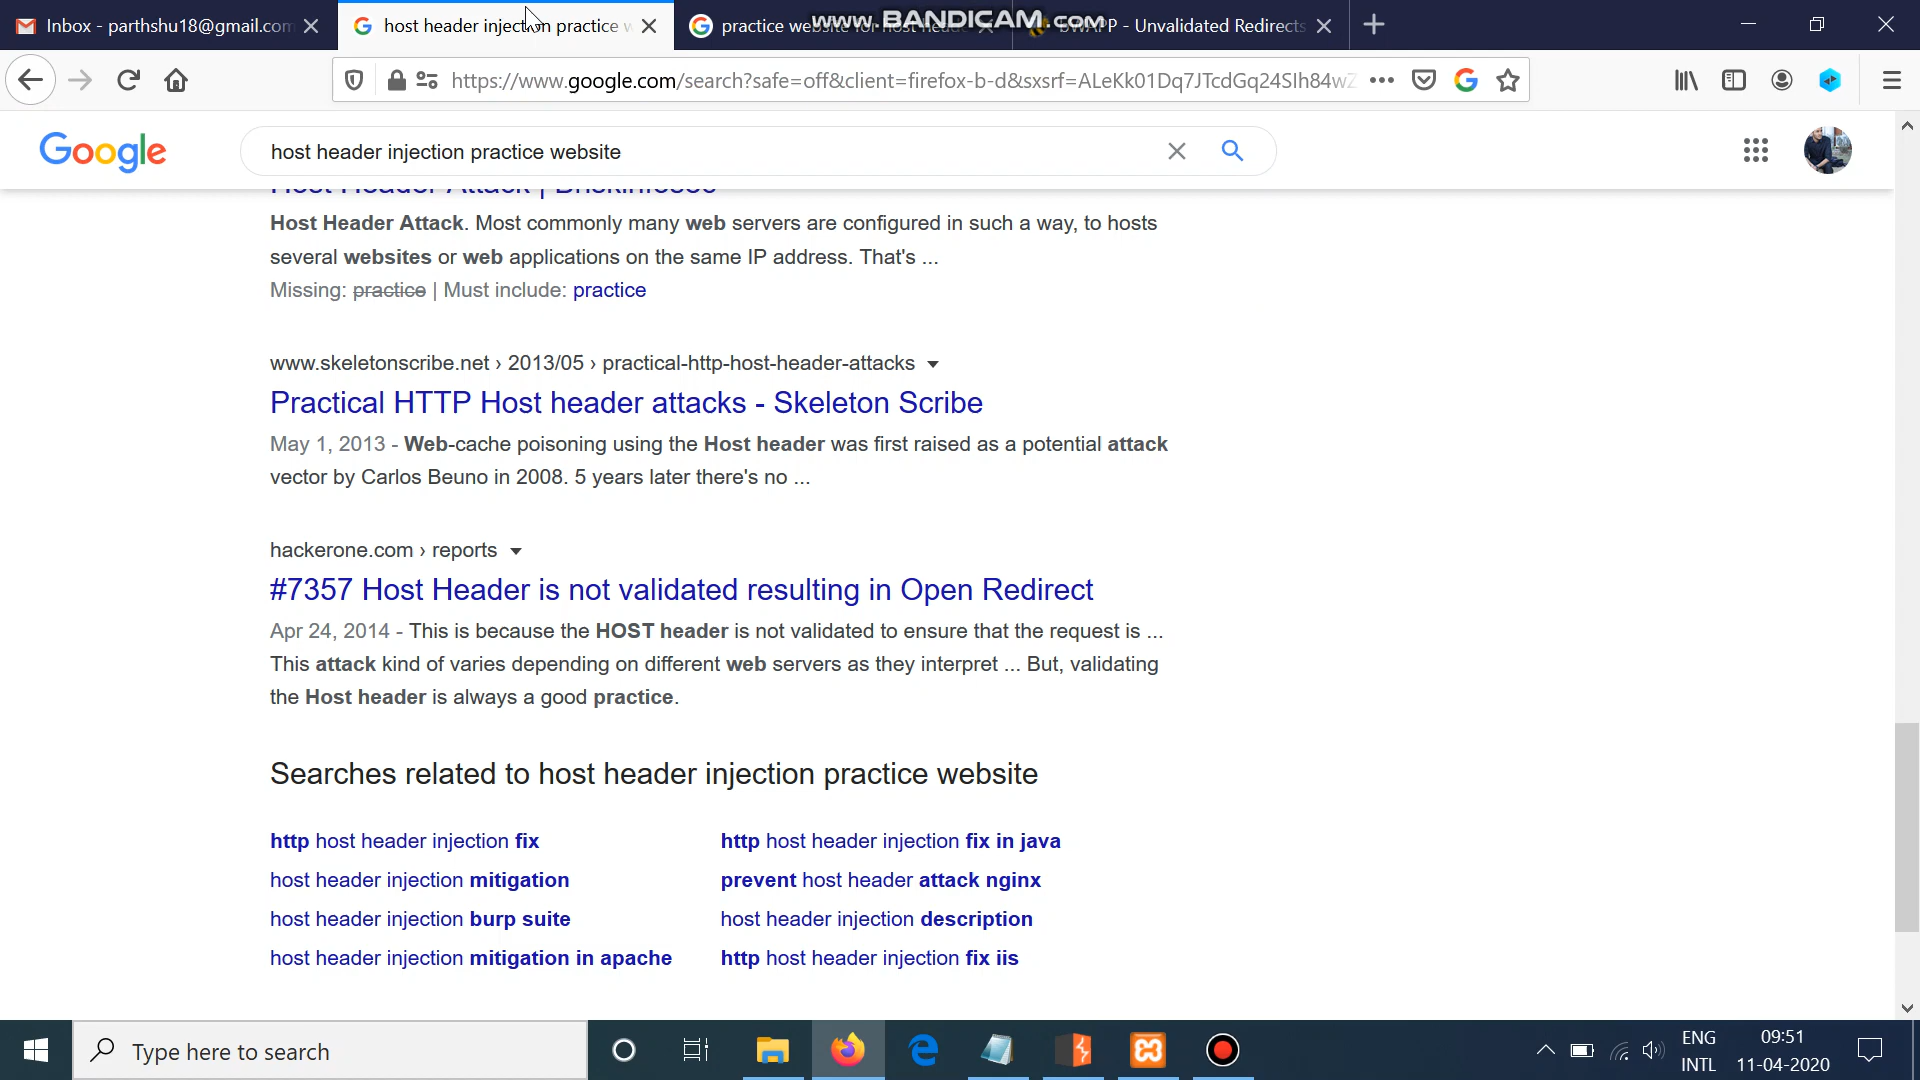 Inbox - parthshu18@gmail.com
host header injection practice w
practice website for host head
www.BANDICAM.com
bWAPP - Unvalidated Redirects
https://www.google.com/search?safe=off&client=firefox-b-d&sxsrf=ALeKk01Dq7JTcdGq24SIh84wZ
Google
host header injection practice website
Host Header Attack | Briskinfosec
Host Header Attack. Most commonly many web servers are configured in such a way, to hosts
several websites or web applications on the same IP address. That's ...
Missing: practice | Must include: practice
www.skeletonscribe.net › 2013/05 › practical-http-host-header-attacks
Practical HTTP Host header attacks - Skeleton Scribe
May 1, 2013 - Web-cache poisoning using the Host header was first raised as a potential attack
vector by Carlos Beuno in 2008. 5 years later there's no ...
hackerone.com › reports
#7357 Host Header is not validated resulting in Open Redirect
Apr 24, 2014 - This is because the HOST header is not validated to ensure that the request is ...
This attack kind of varies depending on different web servers as they interpret ... But, validating
the Host header is always a good practice.
Searches related to host header injection practice website
http host header injection fix
http host header injection fix in java
host header injection mitigation
prevent host header attack nginx
host header injection burp suite
host header injection description
host header injection mitigation in apache
http host header injection fix iis
Type here to search
ENG
INTL
09:51
11-04-2020